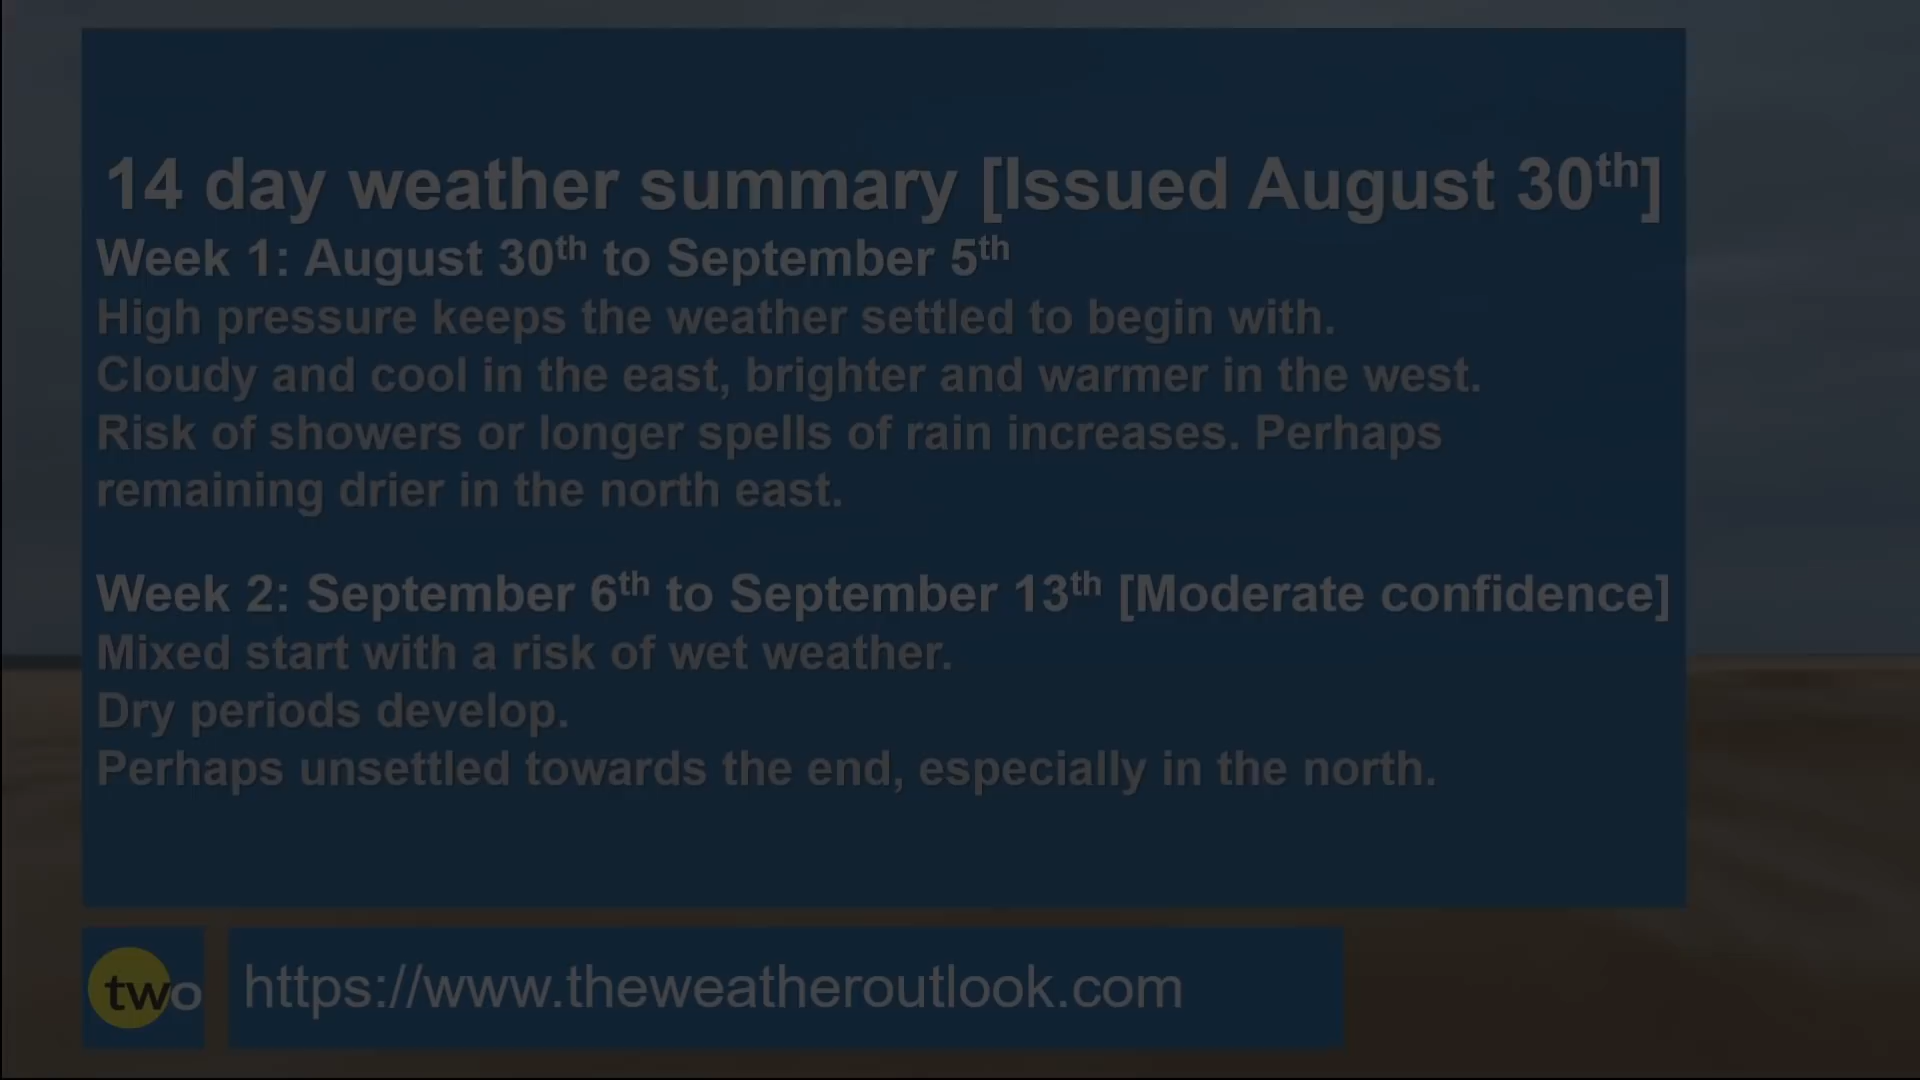 14 day weather summary [Issued August 30th]
Week 1: August 30th to September 5th
High pressure keeps the weather settled to begin with.
Cloudy and cool in the east, brighter and warmer in the west.
Risk of showers or longer spells of rain increases. Perhaps
remaining drier in the north east.
Week 2: September 6th to September 13th [Moderate confidence]
Mixed start with a risk of wet weather.
Dry periods develop.
Perhaps unsettled towards the end, especially in the north.
two
https://www.theweatheroutlook.com